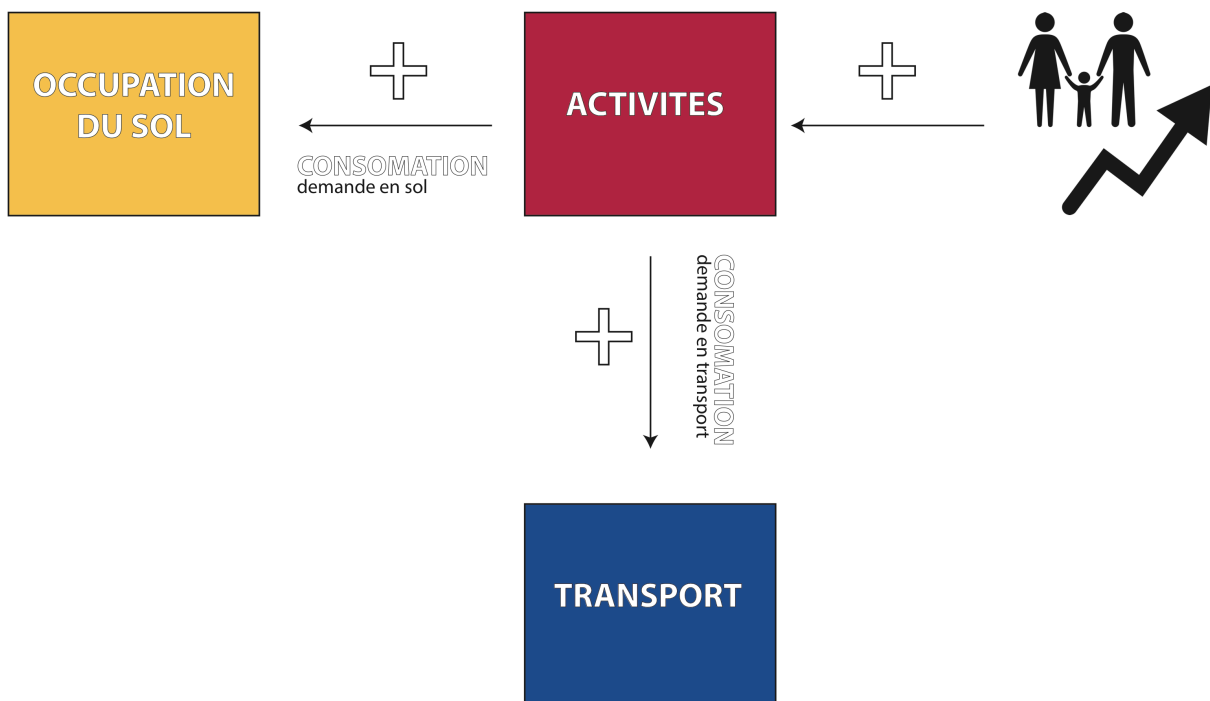 OCCUPATION
DU SOL
ACTIVITES
CONSOMATION
demande en sol
CONSOMATION
demande en transport
TRANSPORT